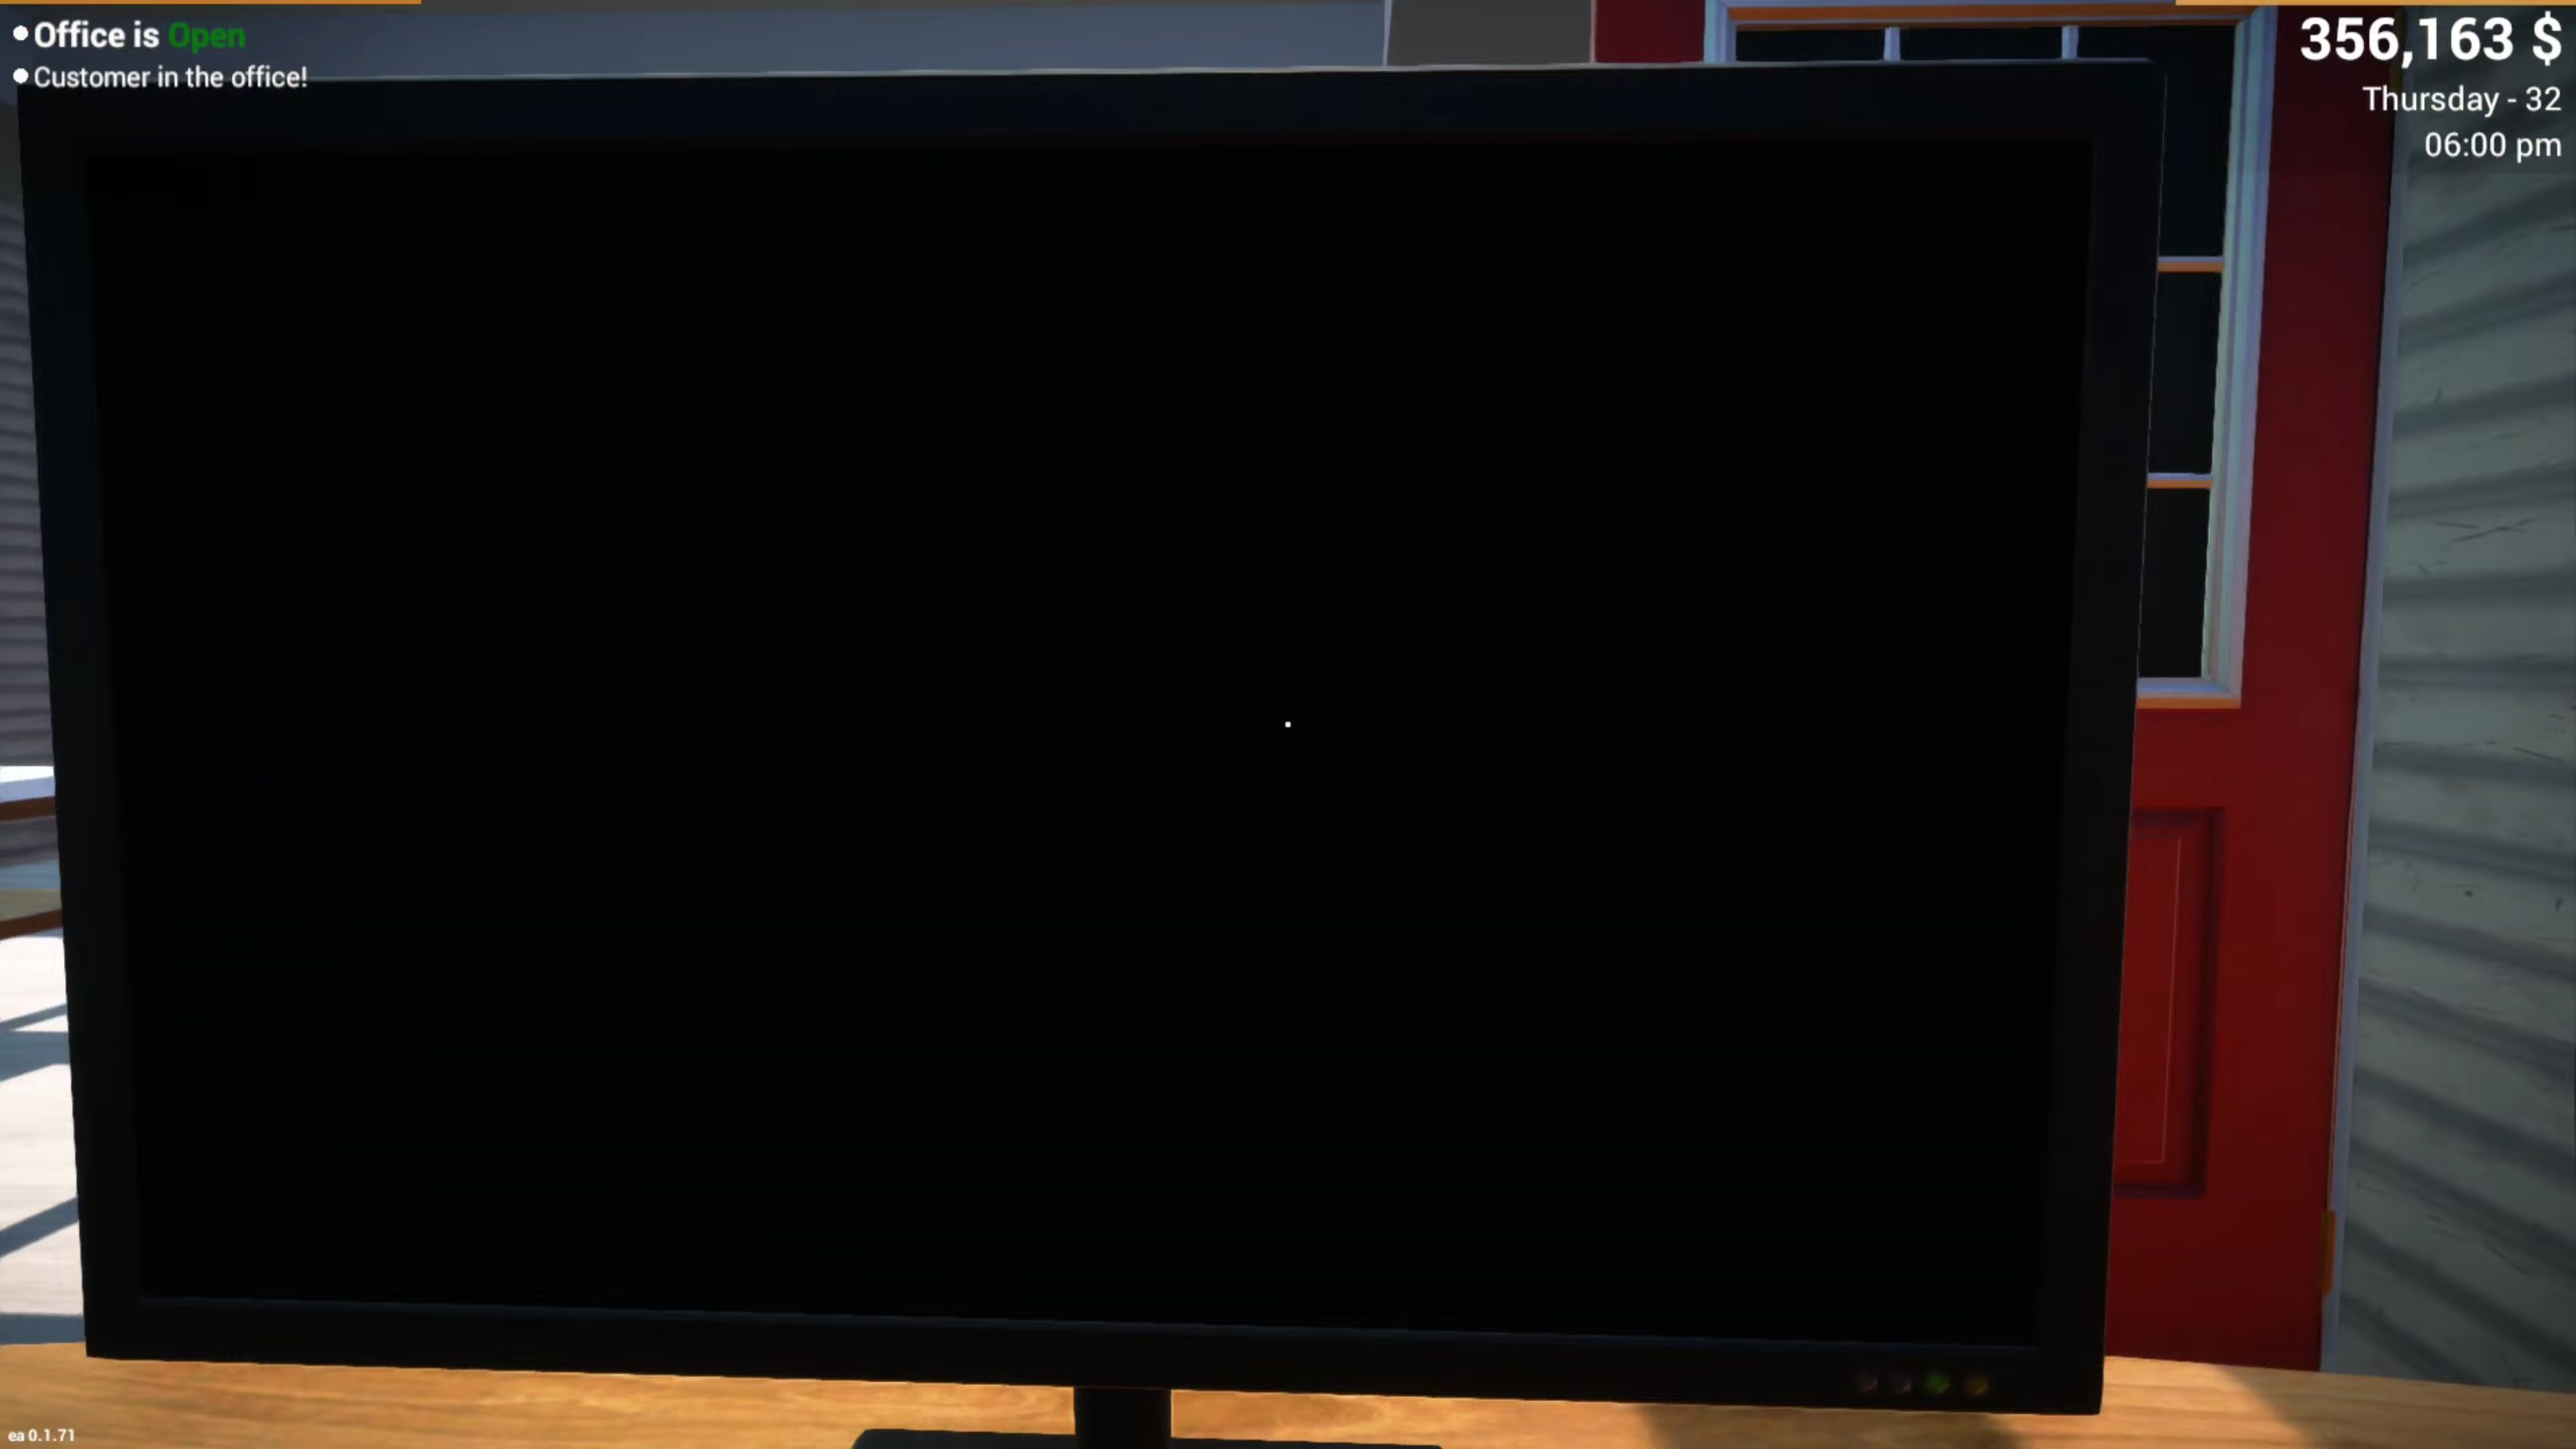 Office is Open
Customer in the office!
356,163 $
Thursday - 32
06:00 pm
ea 0.1.71